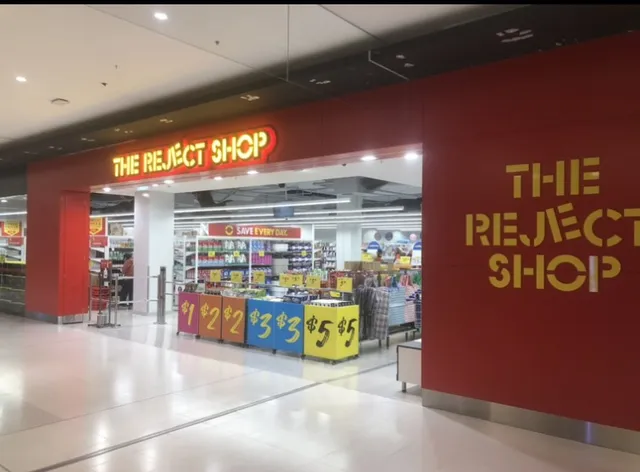 THE REJECT SHOP
THE
REJECT
SHOP
SAVE EVERY DAY.
$1 $2 $2 $3 $3 $5 $5